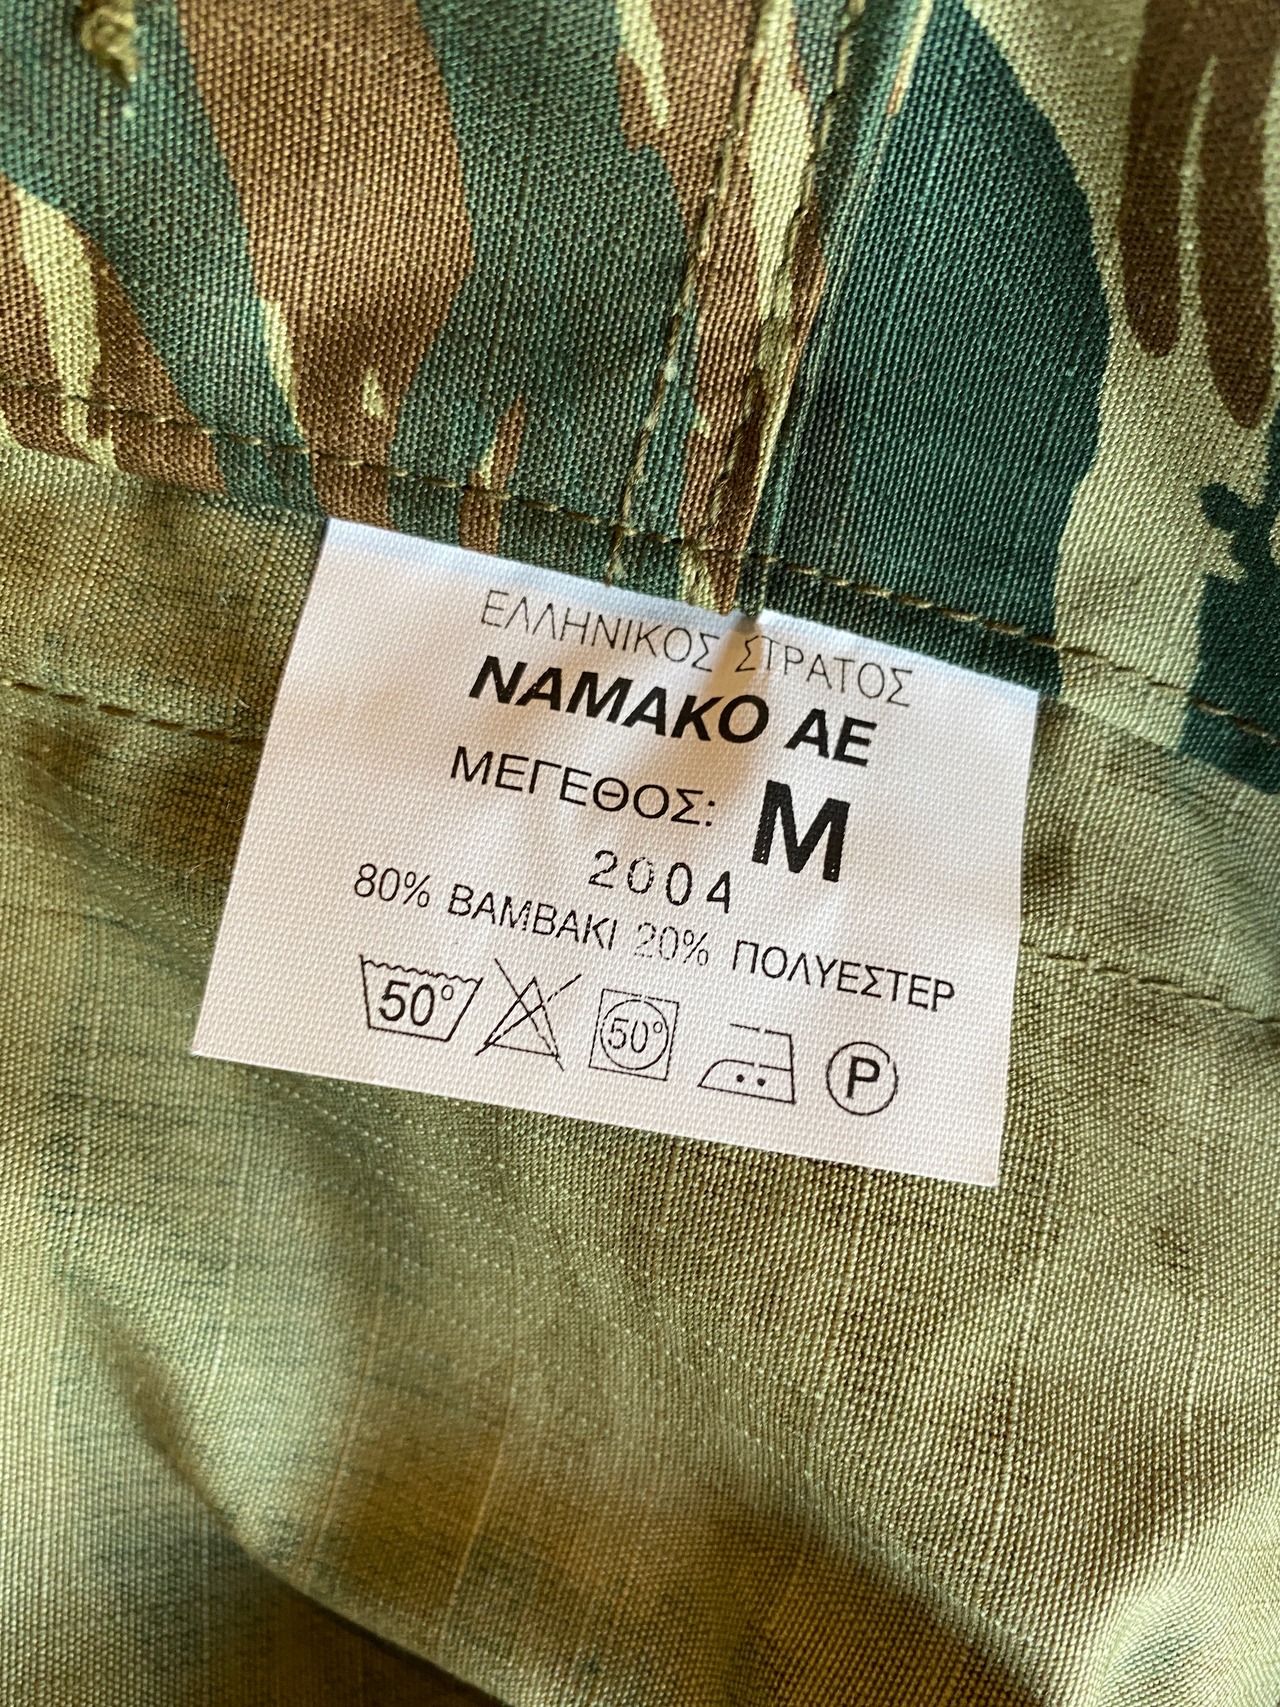 ΕΛΛΗΝΙΚΟΣ ΣΤΡΑΤΟΣ
ΝΑΜΑΚΟ ΑΕ
ΜΕΓΕΘΟΣ: M
2004
80% ΒΑΜΒΑΚΙ 20% ΠΟΛΥΕΣΤΕΡ
50° 50° P